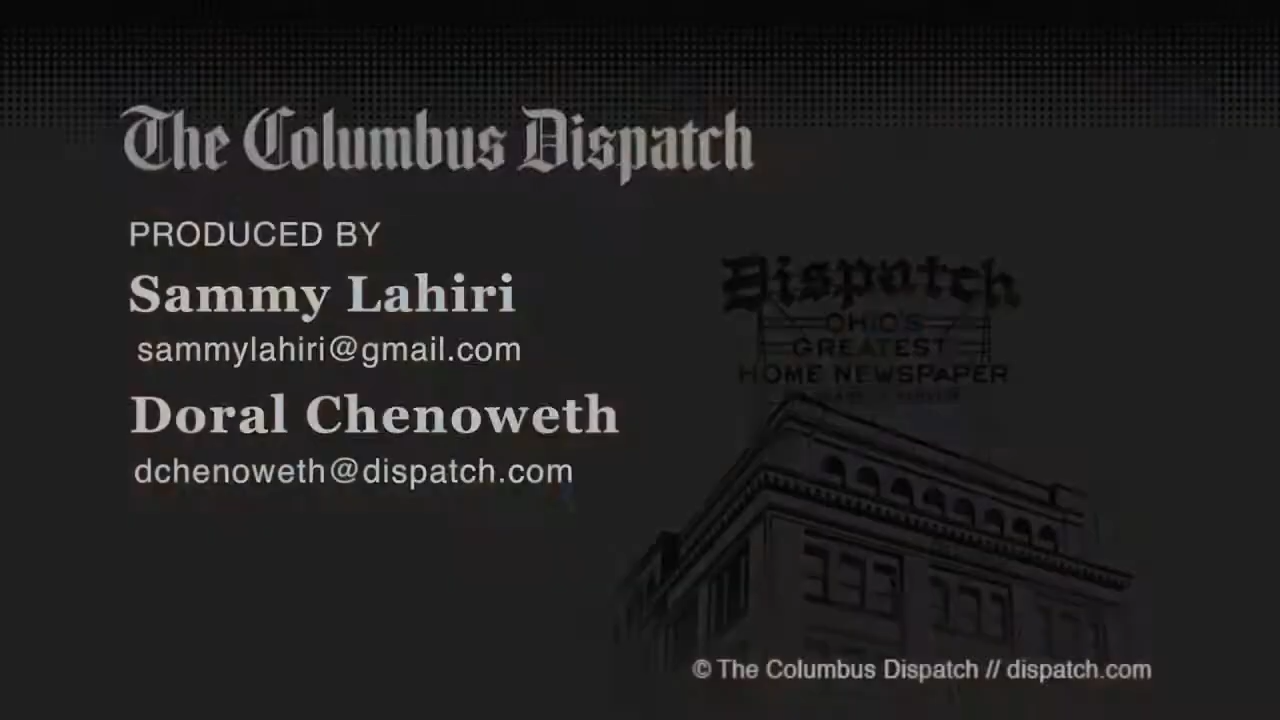 The Columbus Dispatch
PRODUCED BY
Sammy Lahiri
sammylahiri@gmail.com
Doral Chenoweth
dchenoweth@dispatch.com
Dispatch
OHIO'S
GREATEST
HOME NEWSPAPER
© The Columbus Dispatch // dispatch.com